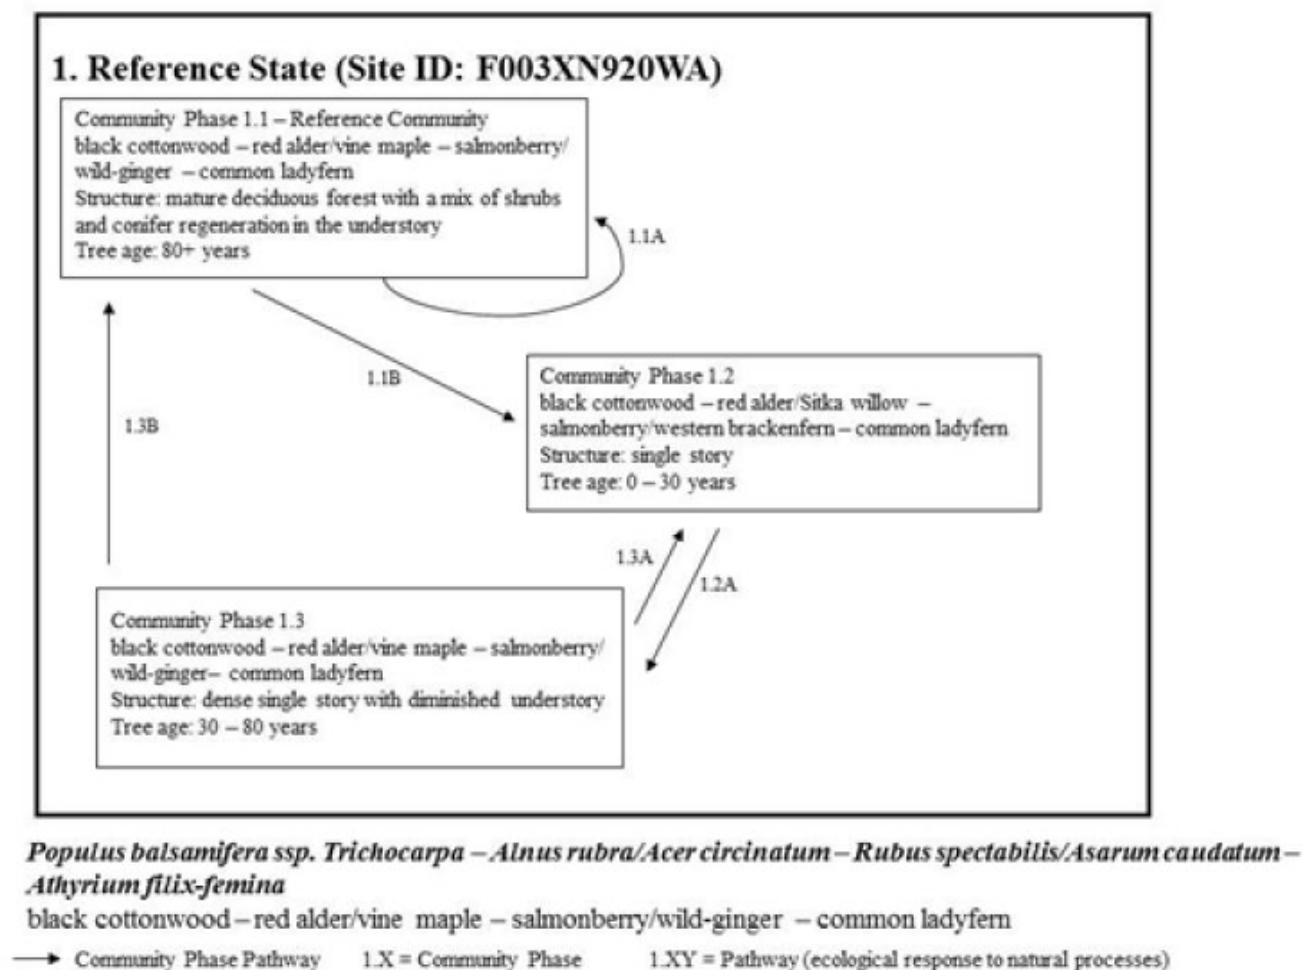 1. Reference State (Site ID: F003XN920WA)
Community Phase 1.1 – Reference Community
black cottonwood – red alder/vine maple – salmonberry/
wild-ginger – common ladyfern
Structure: mature deciduous forest with a mix of shrubs
and conifer regeneration in the understory
Tree age: 80+ years
1.1A
1.1B
1.3B
Community Phase 1.2
black cottonwood – red alder/Sitka willow –
salmonberry/western brackenfern – common ladyfern
Structure: single story
Tree age: 0 – 30 years
1.3A
1.2A
Community Phase 1.3
black cottonwood – red alder/vine maple – salmonberry/
wild-ginger– common ladyfern
Structure: dense single story with diminished understory
Tree age: 30 – 80 years
Populus balsamifera ssp. Trichocarpa – Alnus rubra/Acer circinatum – Rubus spectabilis/Asarum caudatum –
Athyrium filix-femina
black cottonwood – red alder/vine maple – salmonberry/wild-ginger – common ladyfern
Community Phase Pathway 1.X = Community Phase 1.XY = Pathway (ecological response to natural processes)